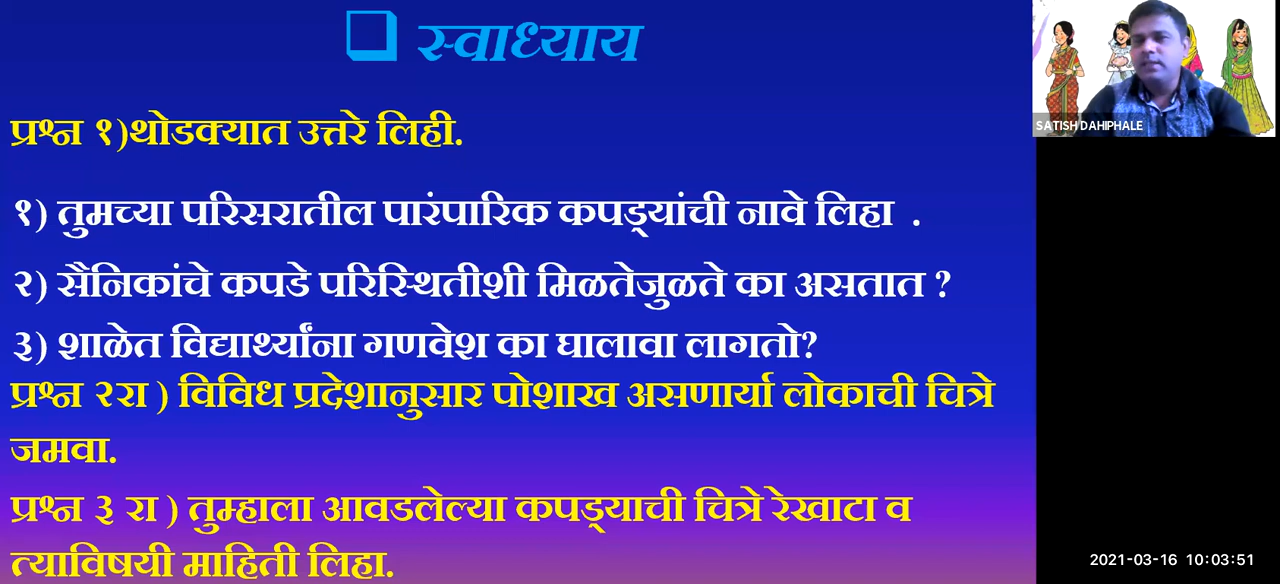 स्वाध्याय
प्रश्न १)थोडक्यात उत्तरे लिही.
१) तुमच्या परिसरातील पारंपारिक कपड्यांची नावे लिहा .
२) सैनिकांचे कपडे परिस्थितीशी मिळतेजुळते का असतात ?
३) शाळेत विद्यार्थ्यांना गणवेश का घालावा लागतो?
प्रश्न २रा ) विविध प्रदेशानुसार पोशाख असणार्या लोकाची चित्रे
जमवा.
प्रश्न ३ रा ) तुम्हाला आवडलेल्या कपड्याची चित्रे रेखाटा व
त्याविषयी माहिती लिहा.
SATISH DAHIPHALE
2021-03-16 10:03:51